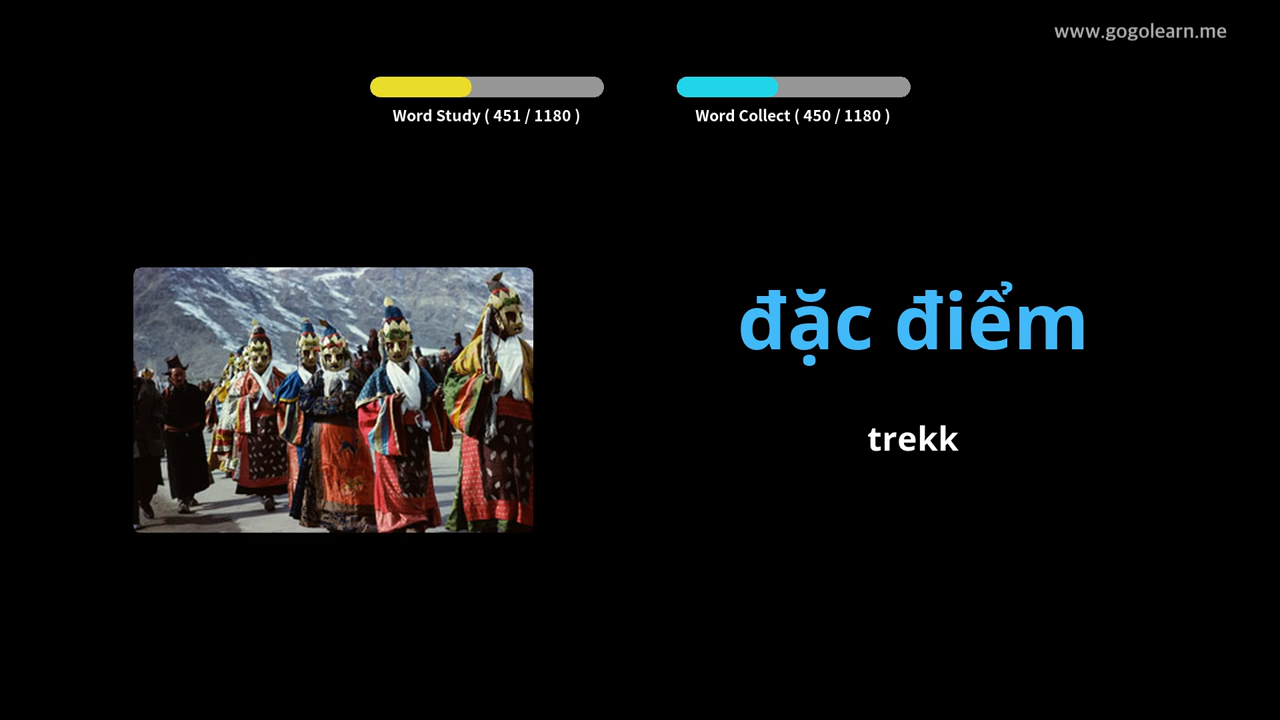 www.gogolearn.me
Word Study ( 451 / 1180 )
Word Collect ( 450 / 1180 )
đặc điểm
trekk